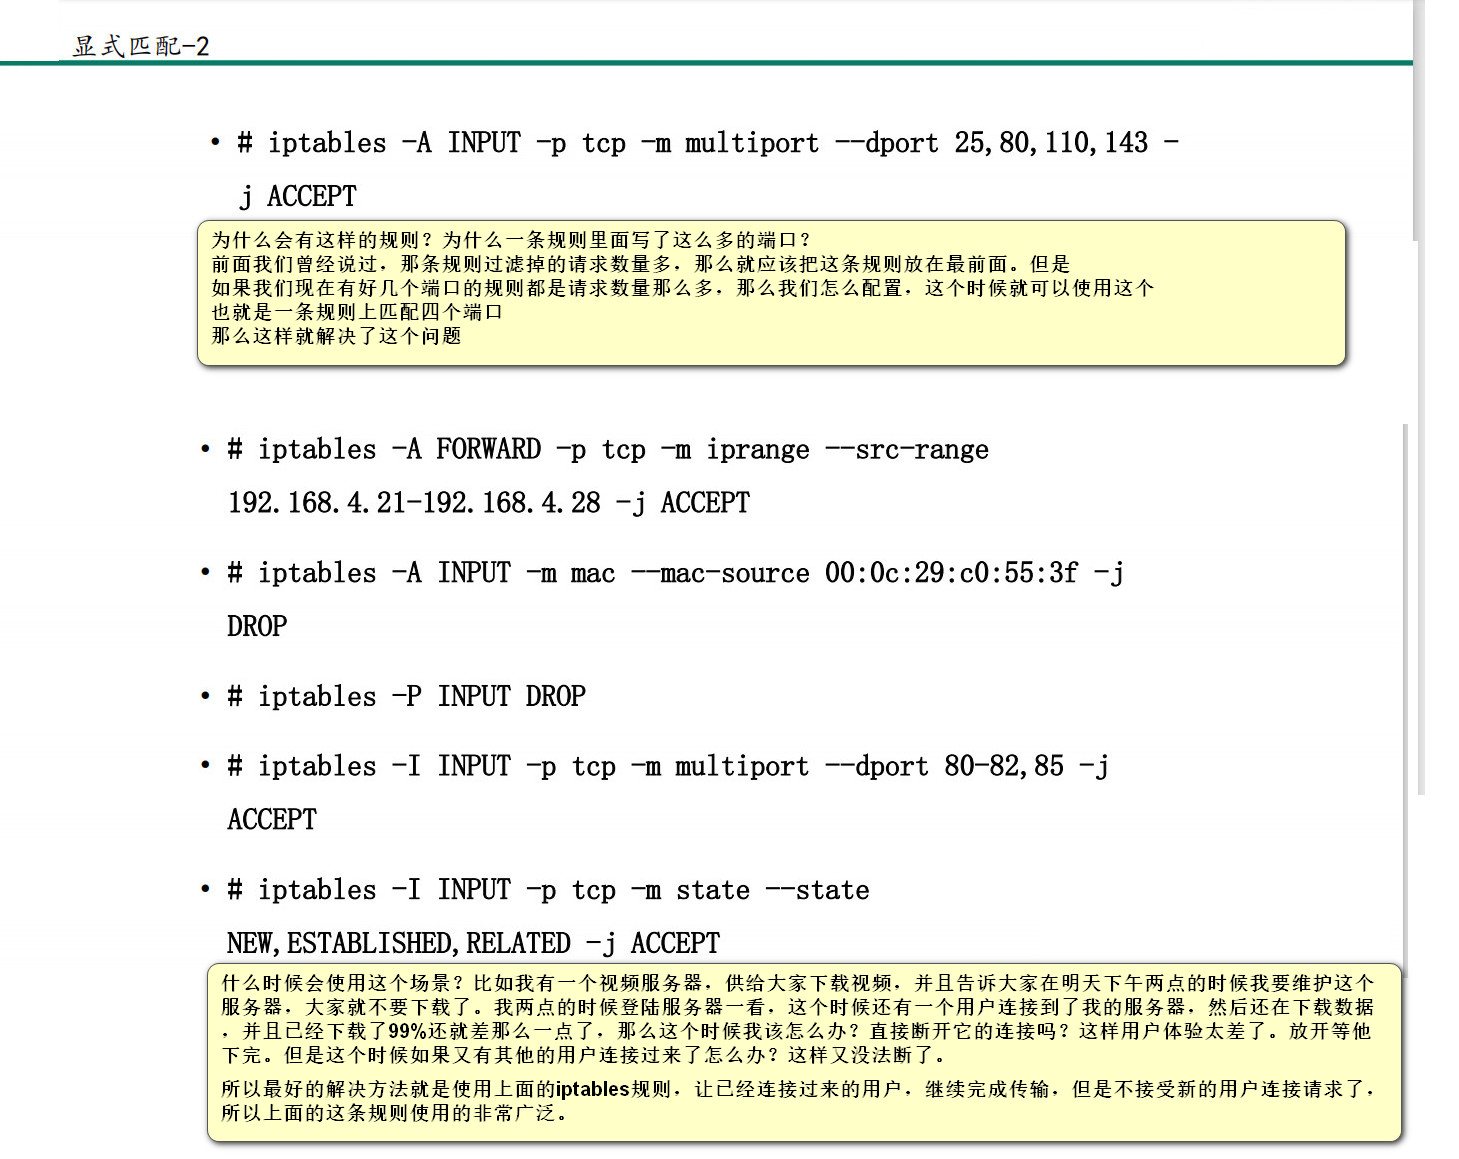 显式匹配-2
• # iptables -A INPUT -p tcp -m multiport --dport 25,80,110,143 -
j ACCEPT
为什么会有这样的规则？为什么一条规则里面写了这么多的端口？
前面我们曾经说过，那条规则过滤掉的请求数量多，那么就应该把这条规则放在最前面。但是
如果我们现在有好几个端口的规则都是请求数量那么多，那么我们怎么配置，这个时候就可以使用这个
也就是一条规则上匹配四个端口
那么这样就解决了这个问题
• # iptables -A FORWARD -p tcp -m iprange --src-range
192.168.4.21-192.168.4.28 -j ACCEPT
• # iptables -A INPUT -m mac --mac-source 00:0c:29:c0:55:3f -j
DROP
• # iptables -P INPUT DROP
• # iptables -I INPUT -p tcp -m multiport --dport 80-82,85 -j
ACCEPT
• # iptables -I INPUT -p tcp -m state --state
NEW,ESTABLISHED,RELATED -j ACCEPT
什么时候会使用这个场景？比如我有一个视频服务器，供给大家下载视频，并且告诉大家在明天下午两点的时候我要维护这个
服务器，大家就不要下载了。我两点的时候登陆服务器一看，这个时候还有一个用户连接到了我的服务器，然后还在下载数据
，并且已经下载了99%还就差那么一点了，那么这个时候我该怎么办？直接断开它的连接吗？这样用户体验太差了。放开等他
下完。但是这个时候如果又有其他的用户连接过来了怎么办？这样又没法断了。
所以最好的解决方法就是使用上面的iptables规则，让已经连接过来的用户，继续完成传输，但是不接受新的用户连接请求了，
所以上面的这条规则使用的非常广泛。